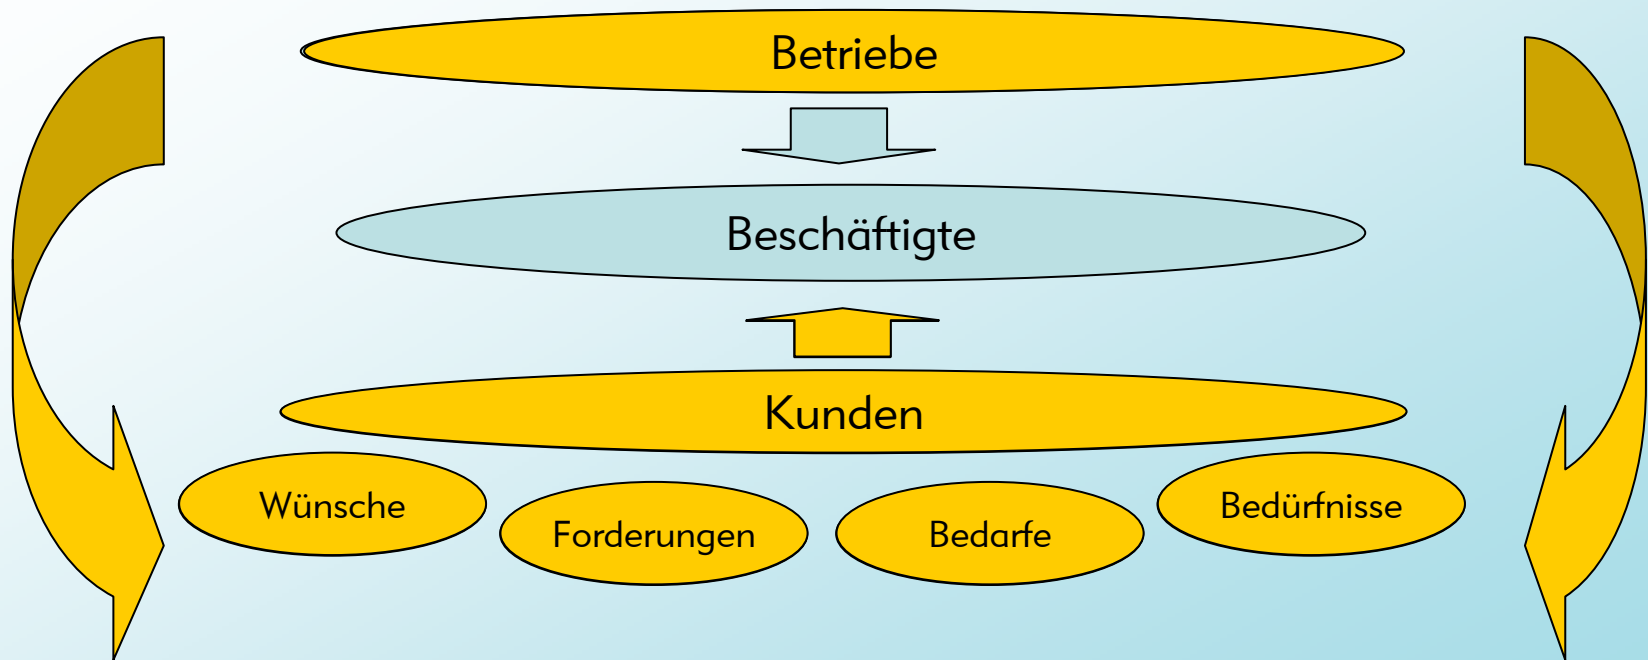 Betriebe
Beschäftigte
Kunden
Wünsche
Forderungen
Bedarfe
Bedürfnisse